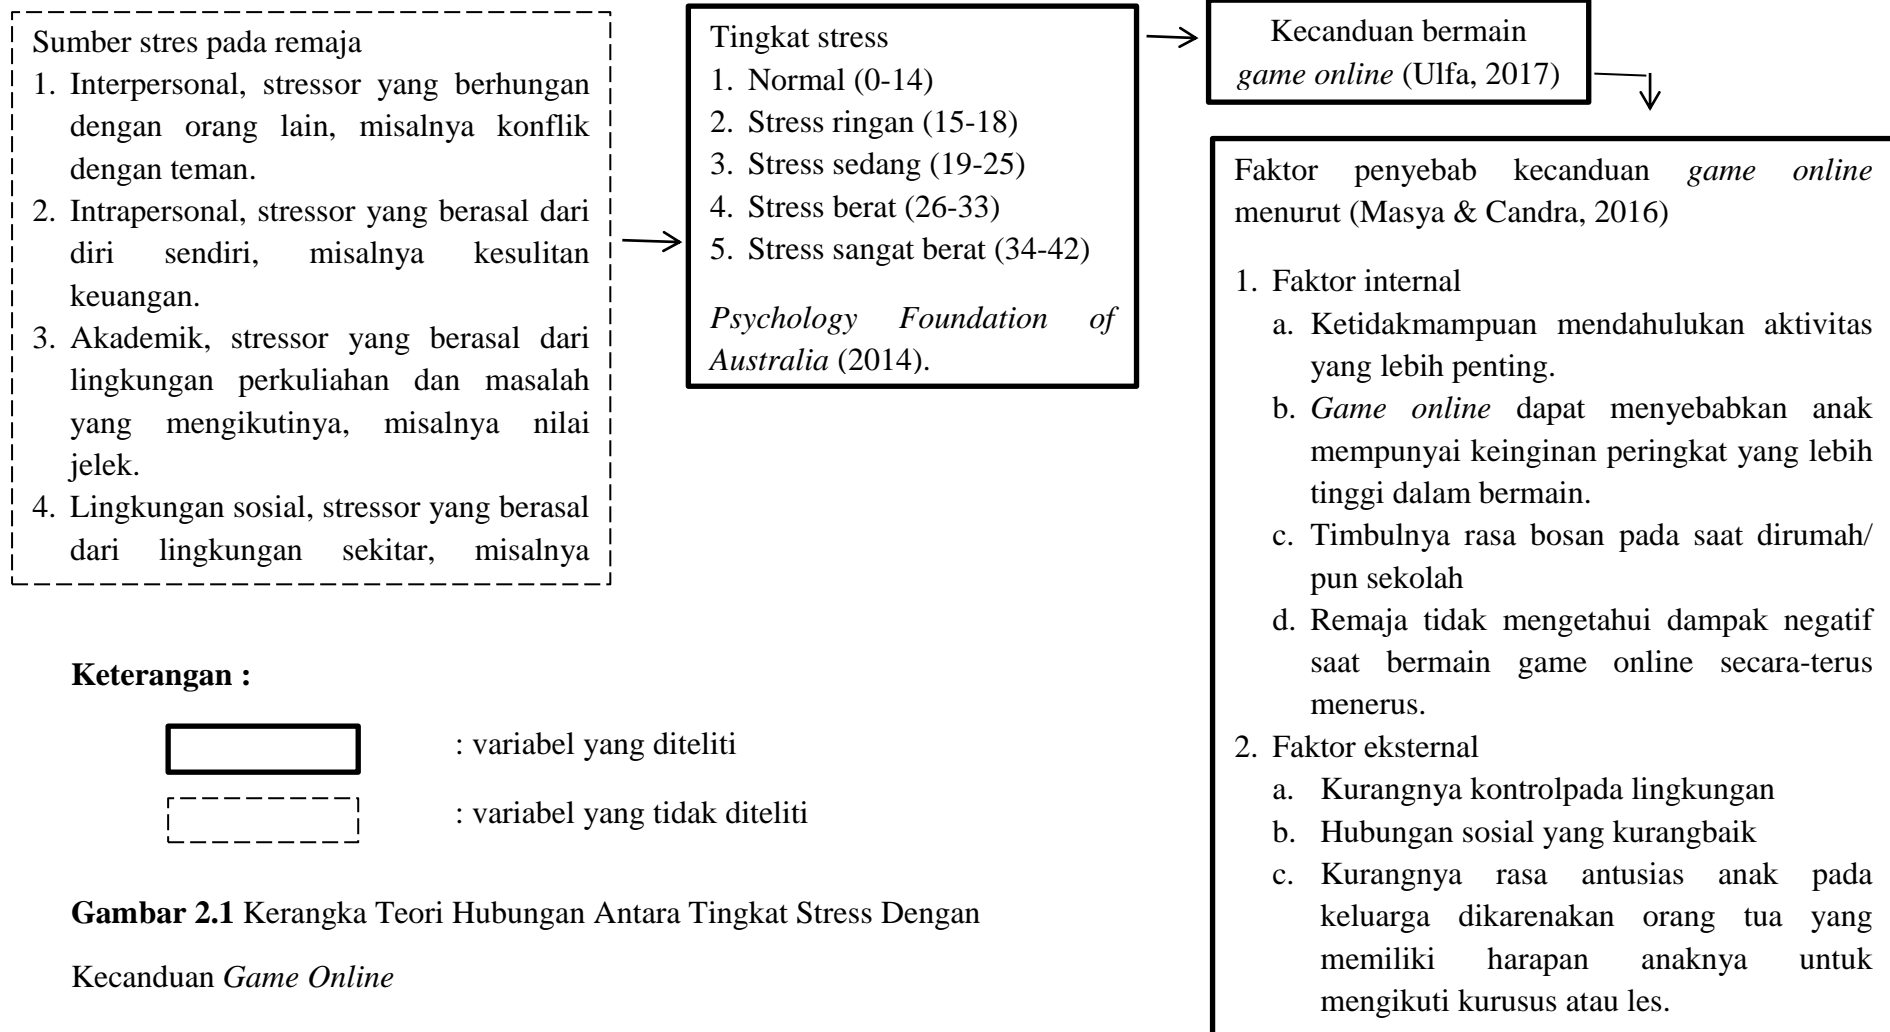 Sumber stres pada remaja
1. Interpersonal, stressor yang berhungan
dengan orang lain, misalnya konflik
dengan teman.
2. Intrapersonal, stressor yang berasal dari
diri sendiri, misalnya kesulitan
keuangan.
3. Akademik, stressor yang berasal dari
lingkungan perkuliahan dan masalah
yang mengikutinya, misalnya nilai
jelek.
4. Lingkungan sosial, stressor yang berasal
dari lingkungan sekitar, misalnya
Tingkat stress
1. Normal (0-14)
2. Stress ringan (15-18)
3. Stress sedang (19-25)
4. Stress berat (26-33)
5. Stress sangat berat (34-42)
Psychology Foundation of
Australia (2014).
Kecanduan bermain
game online (Ulfa, 2017)
Faktor penyebab kecanduan game online
menurut (Masya & Candra, 2016)
1. Faktor internal
a. Ketidakmampuan mendahulukan aktivitas
yang lebih penting.
b. Game online dapat menyebabkan anak
mempunyai keinginan peringkat yang lebih
tinggi dalam bermain.
c. Timbulnya rasa bosan pada saat dirumah/
pun sekolah
d. Remaja tidak mengetahui dampak negatif
saat bermain game online secara-terus
menerus.
2. Faktor eksternal
a. Kurangnya kontrolpada lingkungan
b. Hubungan sosial yang kurangbaik
c. Kurangnya rasa antusias anak pada
keluarga dikarenakan orang tua yang
memiliki harapan anaknya untuk
mengikuti kurusus atau les.
Keterangan :
: variabel yang diteliti
: variabel yang tidak diteliti
Gambar 2.1 Kerangka Teori Hubungan Antara Tingkat Stress Dengan
Kecanduan Game Online